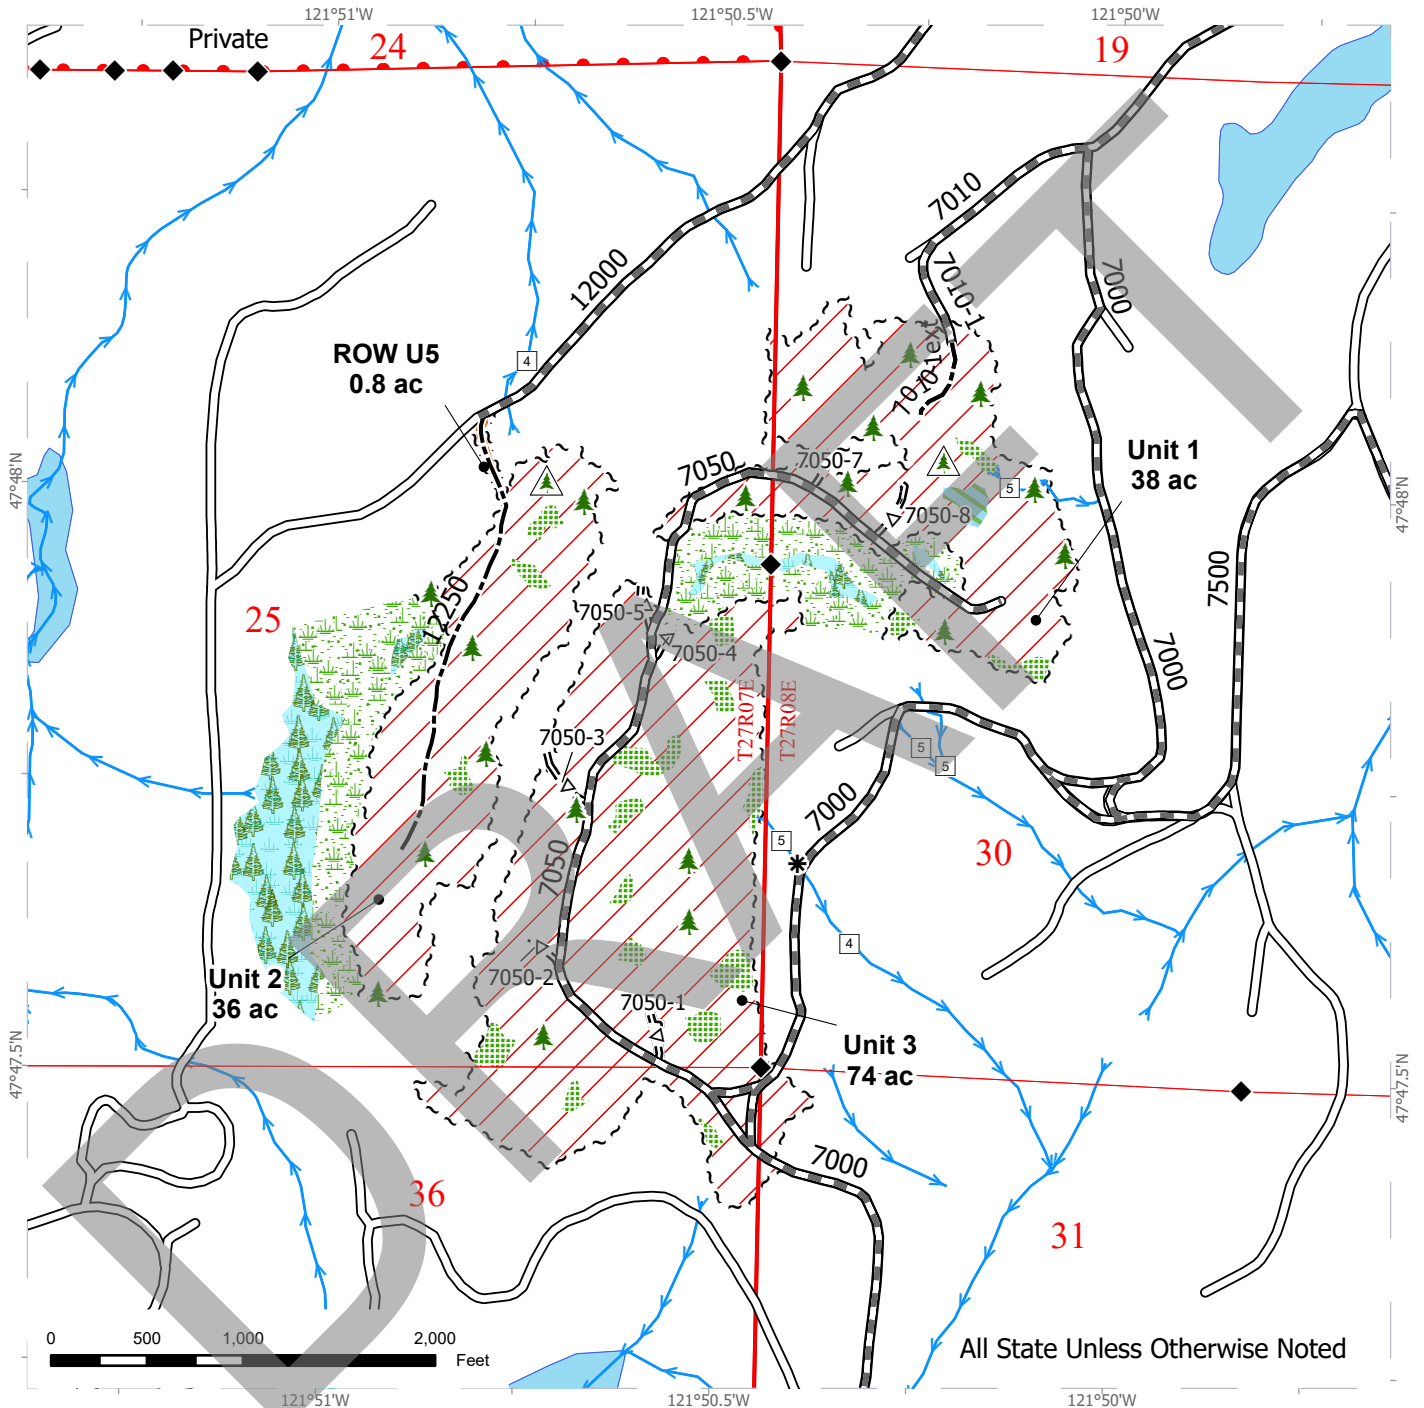 121°51'W
121°50.5'W
121°50'W
Private
24
19
7010
12000
7010-1
7000
ROW U5
0.8 ac
4
7010-1ext
Unit 1
38 ac
47°48'N
47°48'N
7050
7050-7
5
7050-8
7500
25
12250
7050-5
7050-4
7000
T27R07E
T27R08E
7050-3
5
5
7000
5
30
7050
4
Unit 2
36 ac
7050-2
7050-1
Unit 3
74 ac
47°47.5'N
47°47.5'N
7000
36
31
DRAFT
0
500
1,000
2,000
Feet
All State Unless Otherwise Noted
121°51'W
121°50.5'W
121°50'W